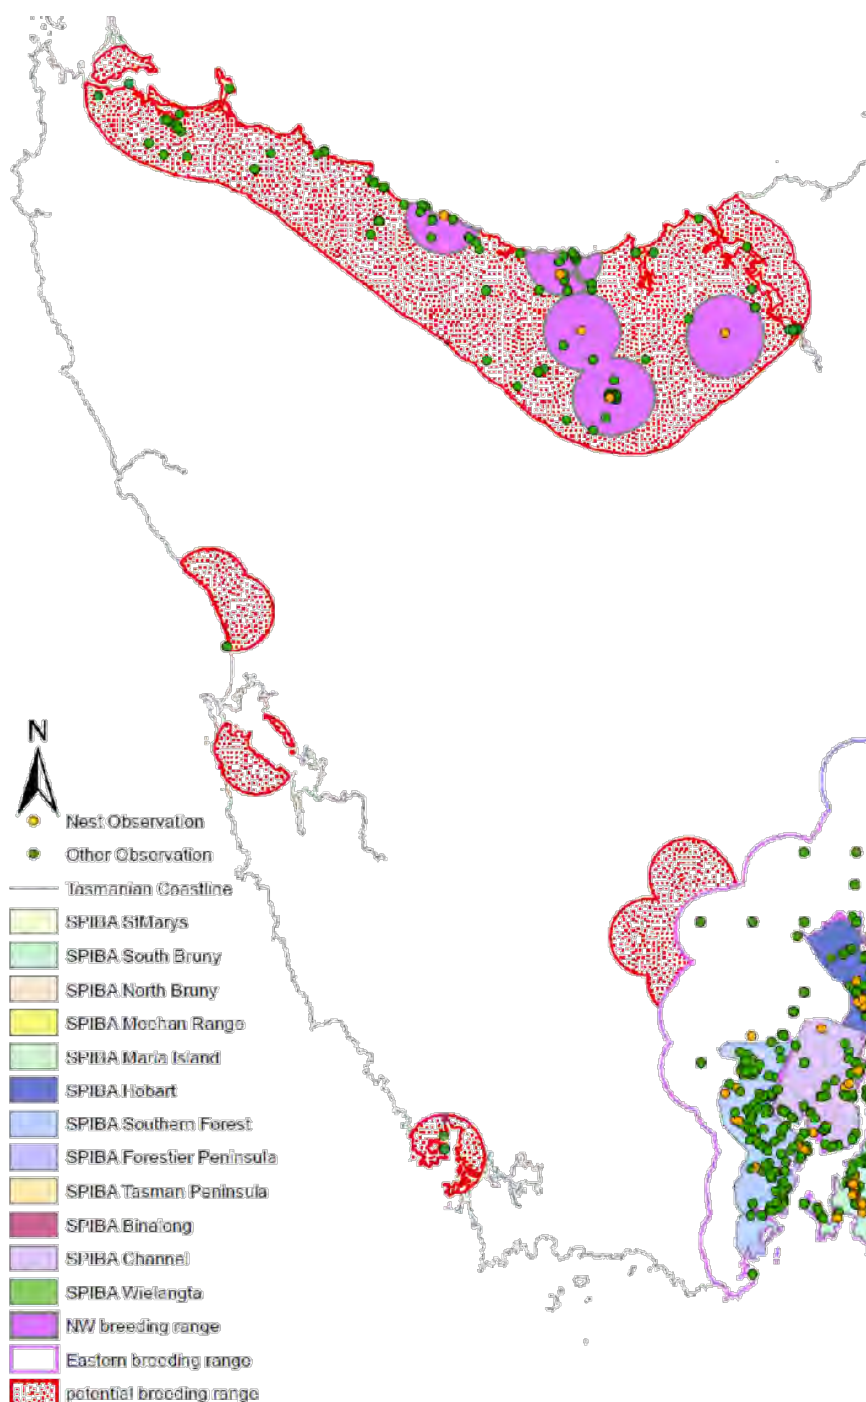 N
Nest Observation
Other Observation
Tasmanian Coastline
SPIBA StMarys
SPIBA South Bruny
SPIBA North Bruny
SPIBA Meehan Range
SPIBA Maria Island
SPIBA Hobart
SPIBA Southern Forest
SPIBA Forestier Peninsula
SPIBA Tasman Peninsula
SPIBA Binalong
SPIBA Channel
SPIBA Wielangta
NW breeding range
Eastern breeding range
potential breeding range